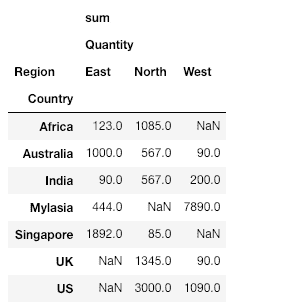 sum
Quantity
Region East North West
Country
Africa 123.0 1085.0 NaN
Australia 1000.0 567.0 90.0
India 90.0 567.0 200.0
Mylasia 444.0 NaN 7890.0
Singapore 1892.0 85.0 NaN
UK NaN 1345.0 90.0
US NaN 3000.0 1090.0